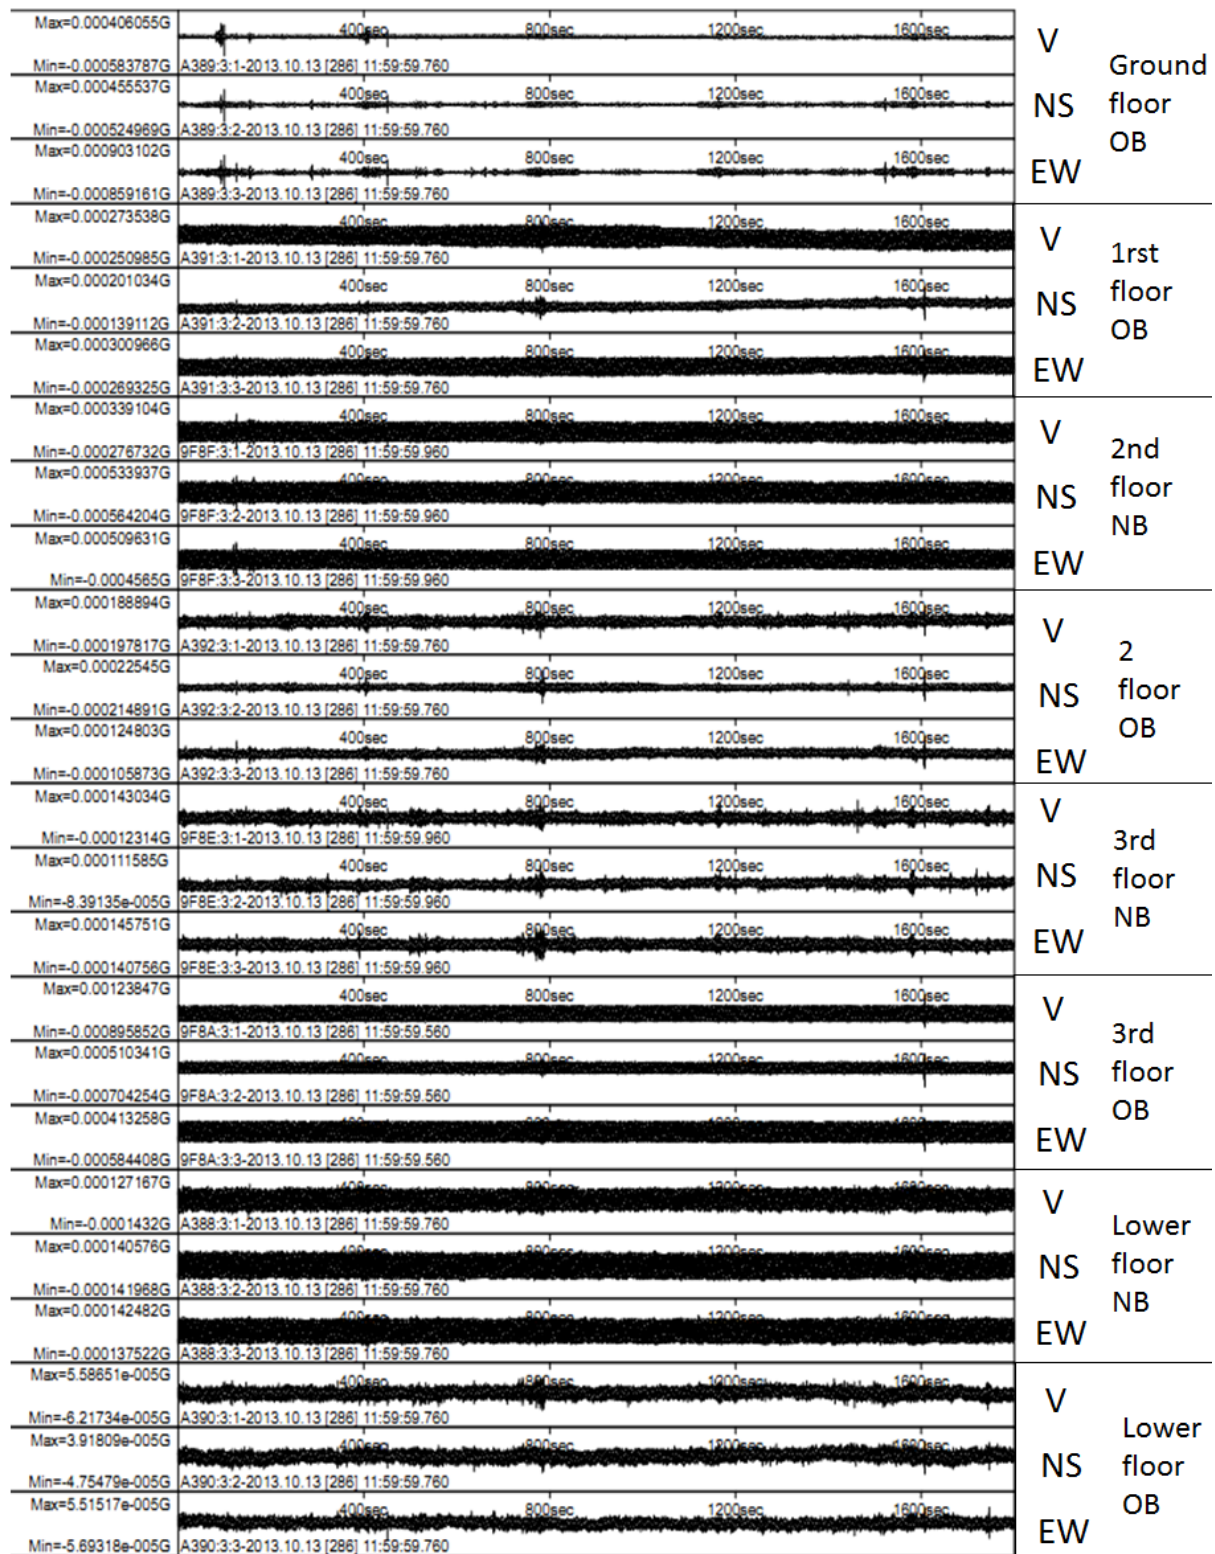 Max=0.000406055G
400sec 800sec 1200sec 1600sec
Min=-0.000583787G A389:3:1-2013.10.13 [286] 11:59:59.760
V
Max=0.000455537G
400sec 800sec 1200sec 1600sec
Min=-0.000524969G A389:3:2-2013.10.13 [286] 11:59:59.760
NS
Max=0.000903102G
400sec 800sec 1200sec 1600sec
Min=-0.000859161G A389:3:3-2013.10.13 [286] 11:59:59.760
EW
Ground
floor
OB
Max=0.000273538G
400sec 800sec 1200sec 1600sec
Min=-0.000250985G A391:3:1-2013.10.13 [286] 11:59:59.760
V
Max=0.000201034G
400sec 800sec 1200sec 1600sec
Min=-0.000139112G A391:3:2-2013.10.13 [286] 11:59:59.760
NS
Max=0.000300966G
400sec 800sec 1200sec 1600sec
Min=-0.000269325G A391:3:3-2013.10.13 [286] 11:59:59.760
EW
1rst
floor
OB
Max=0.000339104G
400sec 800sec 1200sec 1600sec
Min=-0.000276732G 9F8F:3:1-2013.10.13 [286] 11:59:59.960
V
Max=0.000533937G
400sec 800sec 1200sec 1600sec
Min=-0.000564204G 9F8F:3:2-2013.10.13 [286] 11:59:59.960
NS
Max=0.000509631G
400sec 800sec 1200sec 1600sec
Min=-0.0004565G 9F8F:3:3-2013.10.13 [286] 11:59:59.960
EW
2nd
floor
NB
Max=0.000188894G
400sec 800sec 1200sec 1600sec
Min=-0.000197817G A392:3:1-2013.10.13 [286] 11:59:59.760
V
Max=0.00022545G
400sec 800sec 1200sec 1600sec
Min=-0.000214891G A392:3:2-2013.10.13 [286] 11:59:59.760
NS
Max=0.000124803G
400sec 800sec 1200sec 1600sec
Min=-0.000105873G A392:3:3-2013.10.13 [286] 11:59:59.760
EW
2
floor
OB
Max=0.000143034G
400sec 800sec 1200sec 1600sec
Min=-0.00012314G 9F8E:3:1-2013.10.13 [286] 11:59:59.960
V
Max=0.000111585G
400sec 800sec 1200sec 1600sec
Min=-8.39135e-005G 9F8E:3:2-2013.10.13 [286] 11:59:59.960
NS
Max=0.000145751G
400sec 800sec 1200sec 1600sec
Min=-0.000140756G 9F8E:3:3-2013.10.13 [286] 11:59:59.960
EW
3rd
floor
NB
Max=0.00123847G
400sec 800sec 1200sec 1600sec
Min=-0.000895852G 9F8A:3:1-2013.10.13 [286] 11:59:59.560
V
Max=0.000510341G
400sec 800sec 1200sec 1600sec
Min=-0.000704254G 9F8A:3:2-2013.10.13 [286] 11:59:59.560
NS
Max=0.000413258G
Min=-0.000584408G 9F8A:3:3-2013.10.13 [286] 11:59:59.560
EW
3rd
floor
OB
Max=0.000127167G
Min=-0.0001432G A388:3:1-2013.10.13 [286] 11:59:59.760
V
Max=0.000140576G
Min=-0.000141968G A388:3:2-2013.10.13 [286] 11:59:59.760
NS
Max=0.000142482G
Min=-0.000137522G A388:3:3-2013.10.13 [286] 11:59:59.760
EW
Lower
floor
NB
Max=5.58651e-005G
1600sec
Min=-6.21734e-005G A390:3:1-2013.10.13 [286] 11:59:59.760
V
Max=3.91809e-005G
400sec 800sec 1200sec 1600sec
Min=-4.75479e-005G A390:3:2-2013.10.13 [286] 11:59:59.760
NS
Max=5.51517e-005G
400sec 800sec 1200sec 1600sec
Min=-5.69318e-005G A390:3:3-2013.10.13 [286] 11:59:59.760
EW
Lower
floor
OB